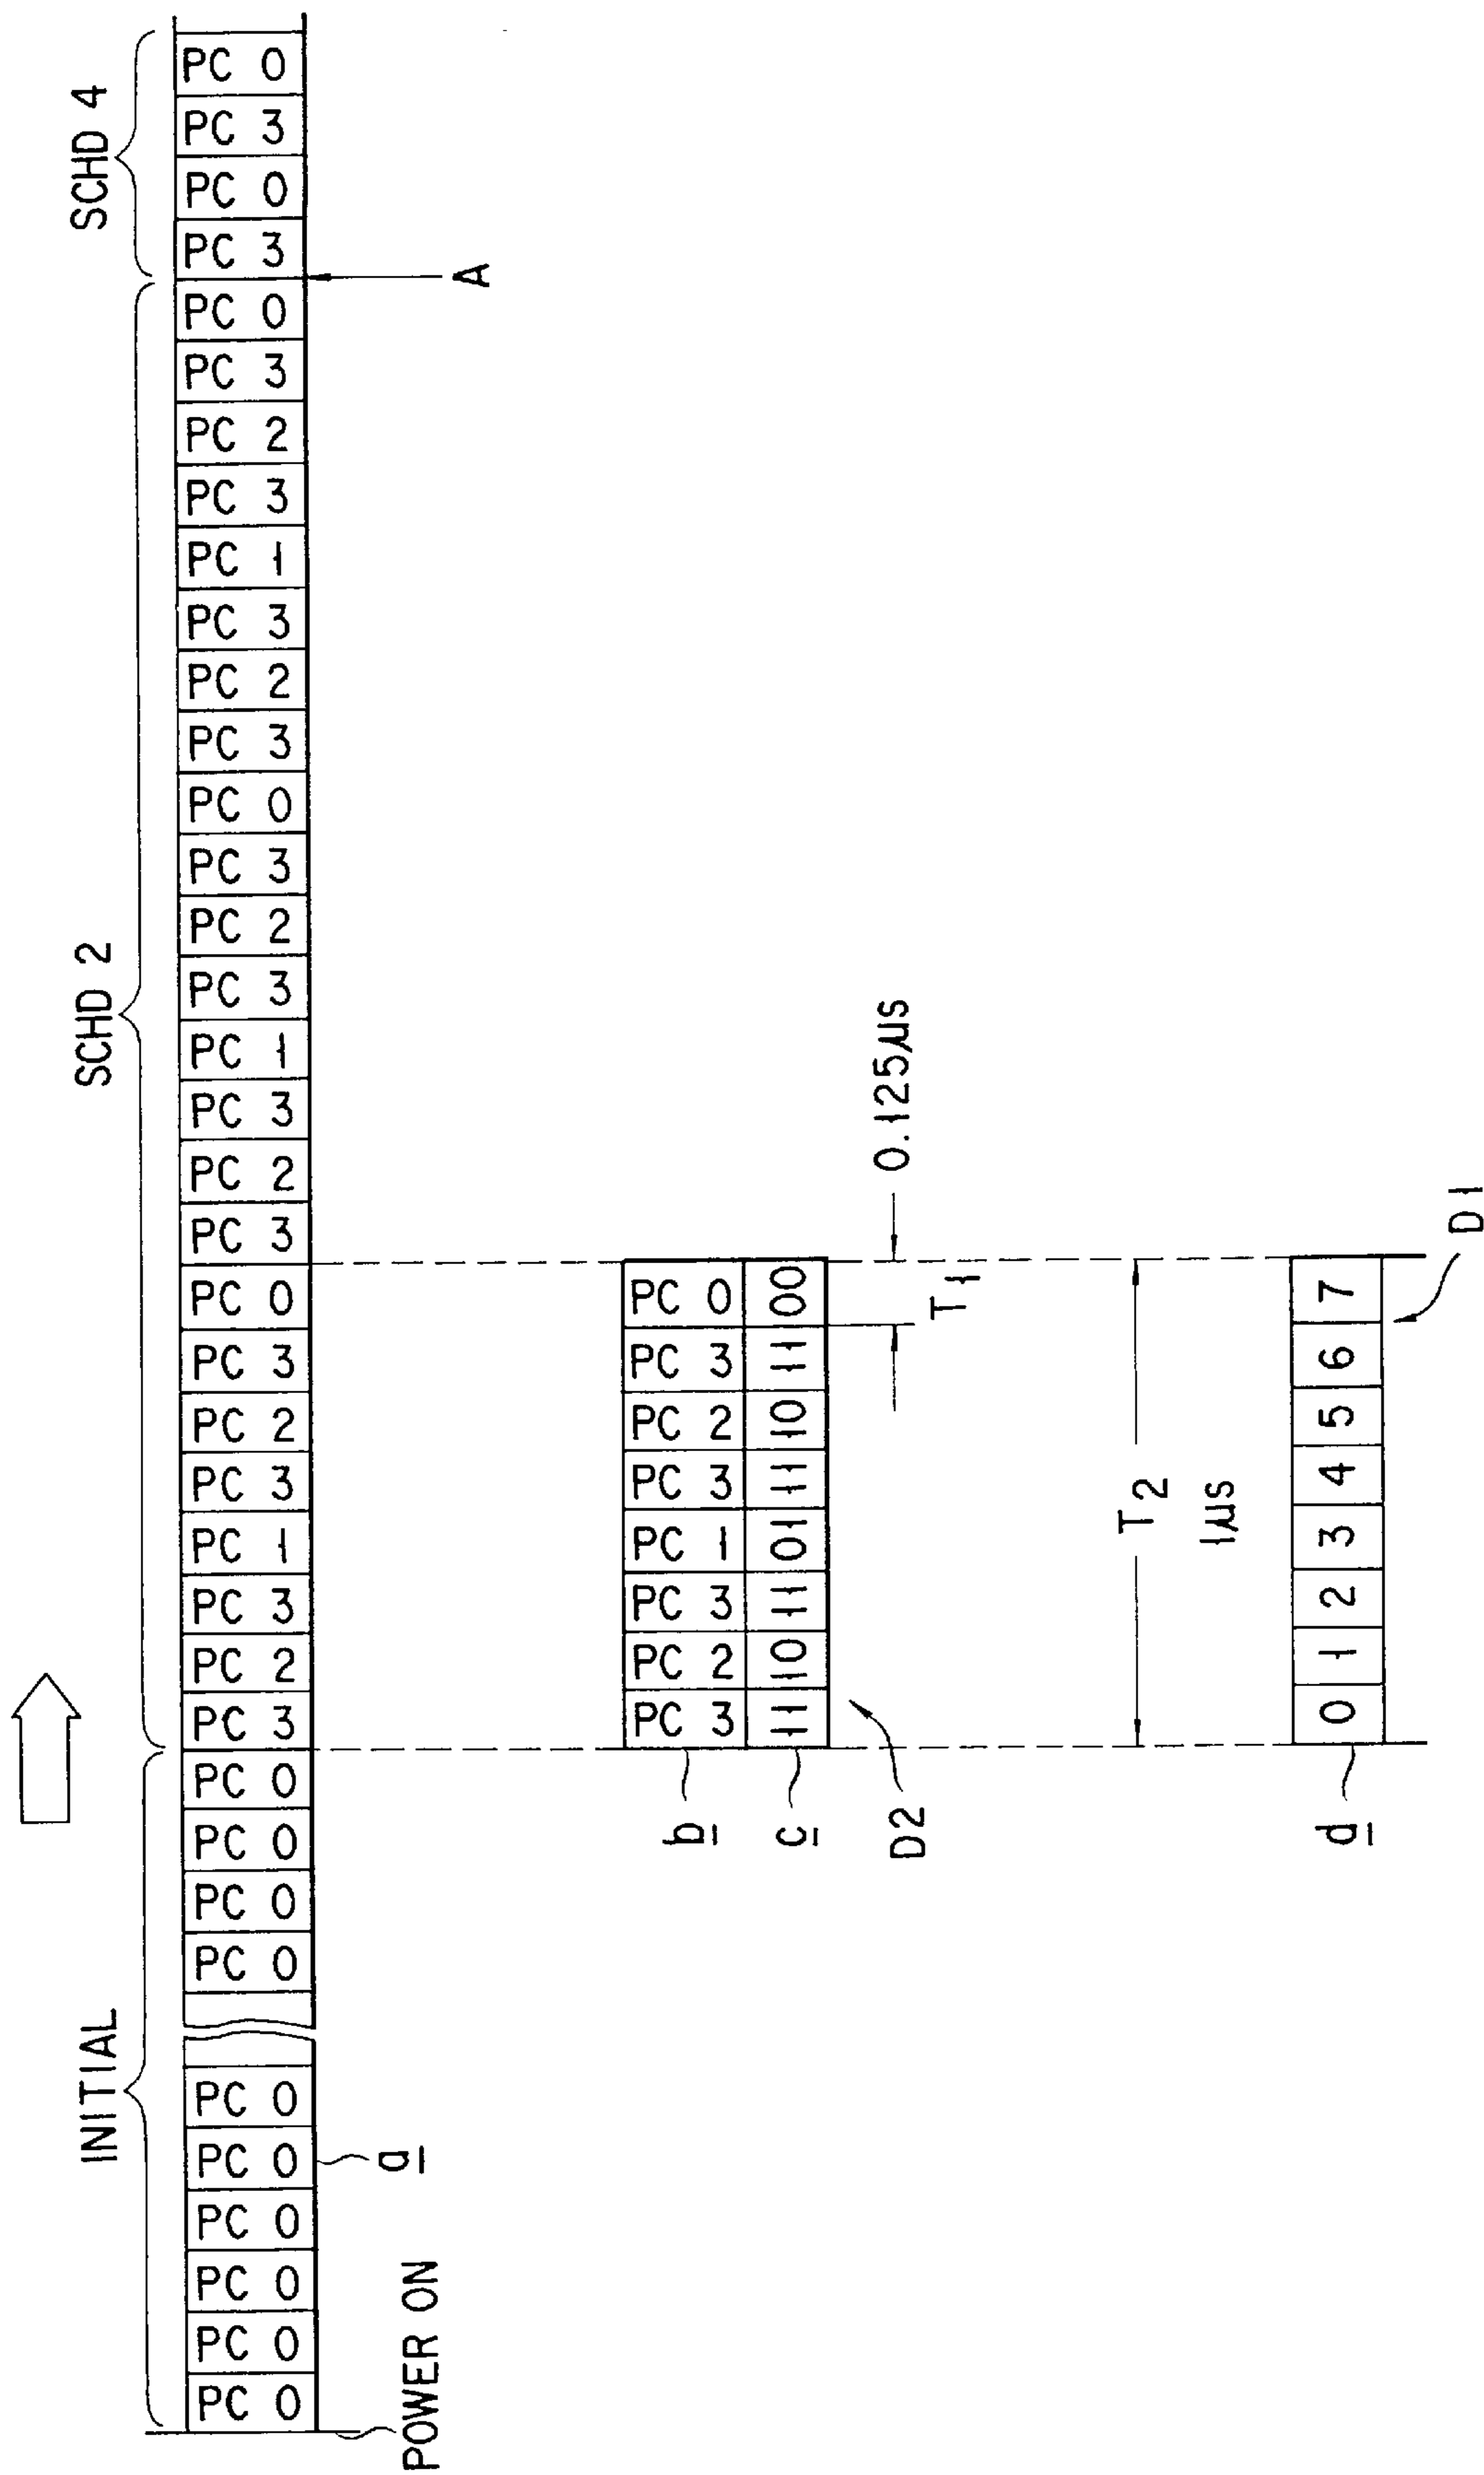 INITIAL
SCHD 2
SCHD 4
PC 0
PC 0
PC 0
PC 0
PC 0
PC 0
PC 0
PC 0
PC 0
PC 0
PC 3
PC 2
PC 3
PC 1
PC 3
PC 2
PC 3
PC 0
PC 3
PC 2
PC 3
PC 1
PC 3
PC 2
PC 3
PC 0
PC 3
PC 2
PC 3
PC 1
PC 3
PC 2
PC 3
PC 0
PC 3
PC 0
PC 3
PC 0
POWER ON
a
A
b
PC 3
PC 2
PC 3
PC 1
PC 3
PC 2
PC 3
PC 0
c
11 10 11 01 11 10 11 00
D2
0.125μs
T1
T2
1μs
d
0 1 2 3 4 5 6 7
D1